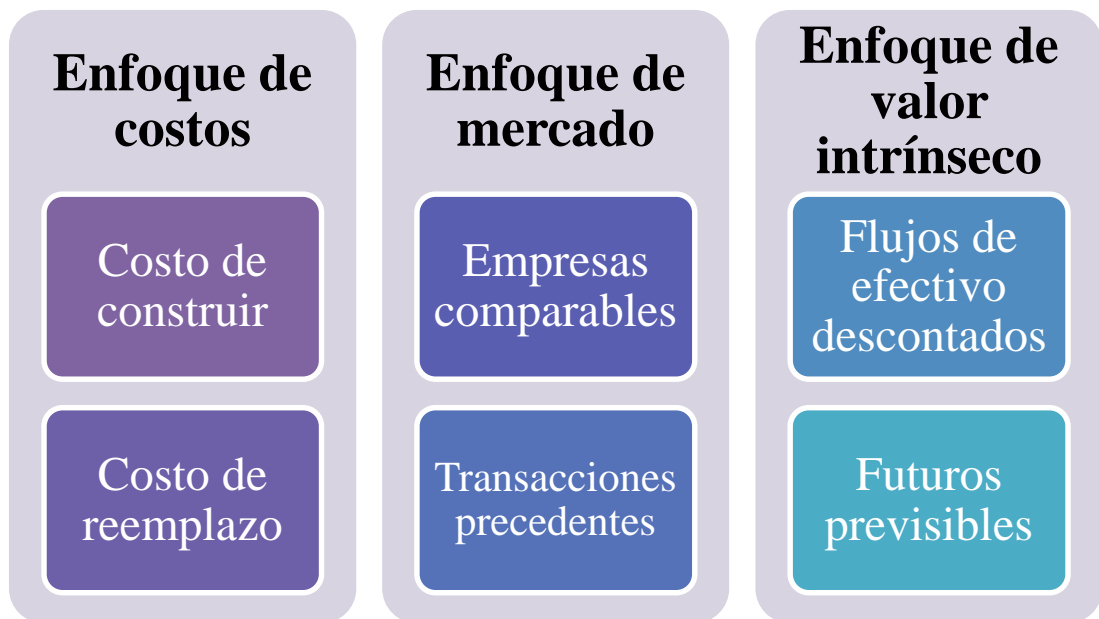 Enfoque de
costos
Costo de
construir
Costo de
reemplazo
Enfoque de
mercado
Empresas
comparables
Transacciones
precedentes
Enfoque de
valor
intrínseco
Flujos de
efectivo
descontados
Futuros
previsibles